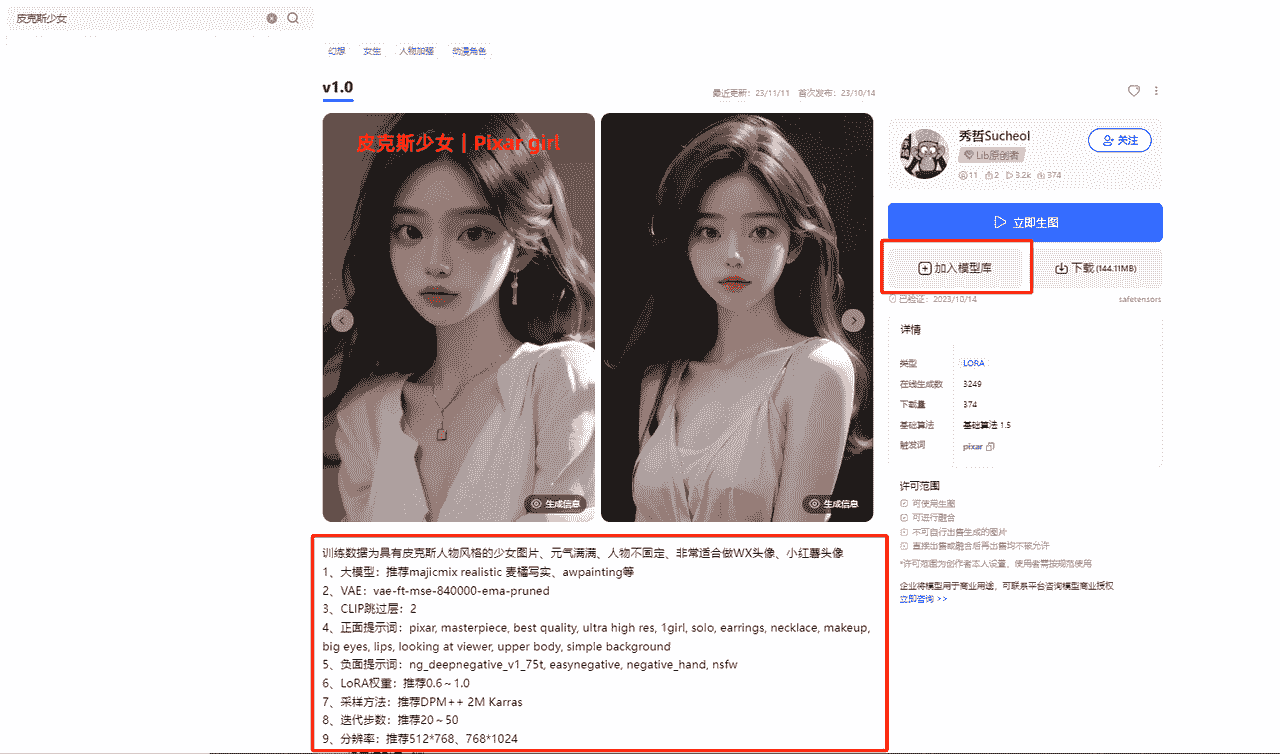 皮克斯少女
幻想 女生 人物加强 动漫角色
v1.0
最近更新：23/11/11 首次发布：23/10/14
皮克斯少女 | Pixar girl
生成信息
生成信息
秀哲Sucheol
关注
Lib原创者
11 2 3.2k 374
立即生图
加入模型库
下载 (144.11MB)
已验证：2023/10/14
safetensors
详情
类型 LORA
在线生成数 3249
下载量 374
基础算法 基础算法 1.5
触发词 pixar
许可范围
可使用生图
可进行融合
不可自行出售生成的图片
直接出售或融合后再出售均不被允许
*许可范围为创作者本人设置，使用者需按规范使用
企业将模型用于商业用途，可联系平台咨询模型商业授权
立即咨询 >>
训练数据为具有皮克斯人物风格的少女图片、元气满满、人物不固定、非常适合做WX头像、小红薯头像
1、大模型：推荐majicmix realistic 麦橘写实、awpainting等
2、VAE：vae-ft-mse-840000-ema-pruned
3、CLIP跳过层：2
4、正面提示词：pixar, masterpiece, best quality, ultra high res, 1girl, solo, earrings, necklace, makeup,
big eyes, lips, looking at viewer, upper body, simple background
5、负面提示词：ng_deepnegative_v1_75t, easynegative, negative_hand, nsfw
6、LoRA权重：推荐0.6～1.0
7、采样方法：推荐DPM++ 2M Karras
8、迭代步数：推荐20～50
9、分辨率：推荐512*768、768*1024